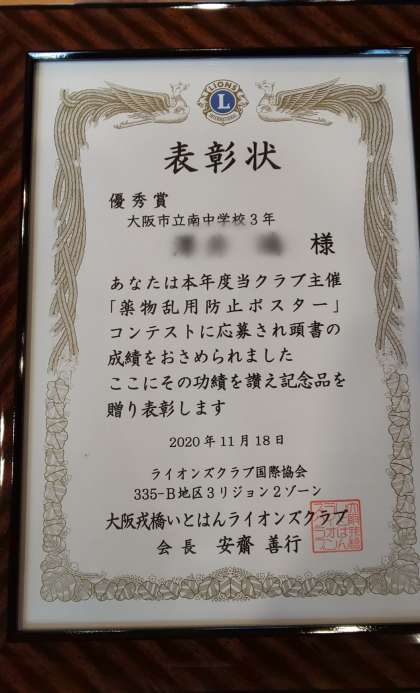 LIONS
L
INTERNATIONAL
表彰状
優秀賞
大阪市立南中学校3年
様
あなたは本年度当クラブ主催
「薬物乱用防止ポスター」
コンテストに応募され頭書の
成績をおさめられました
ここにその功績を讃え記念品を
贈り表彰します
2020年11月18日
ライオンズクラブ国際協会
335-B地区3リジョン2ゾーン
大阪戎橋いとはんライオンズクラブ
会長 安齋善行